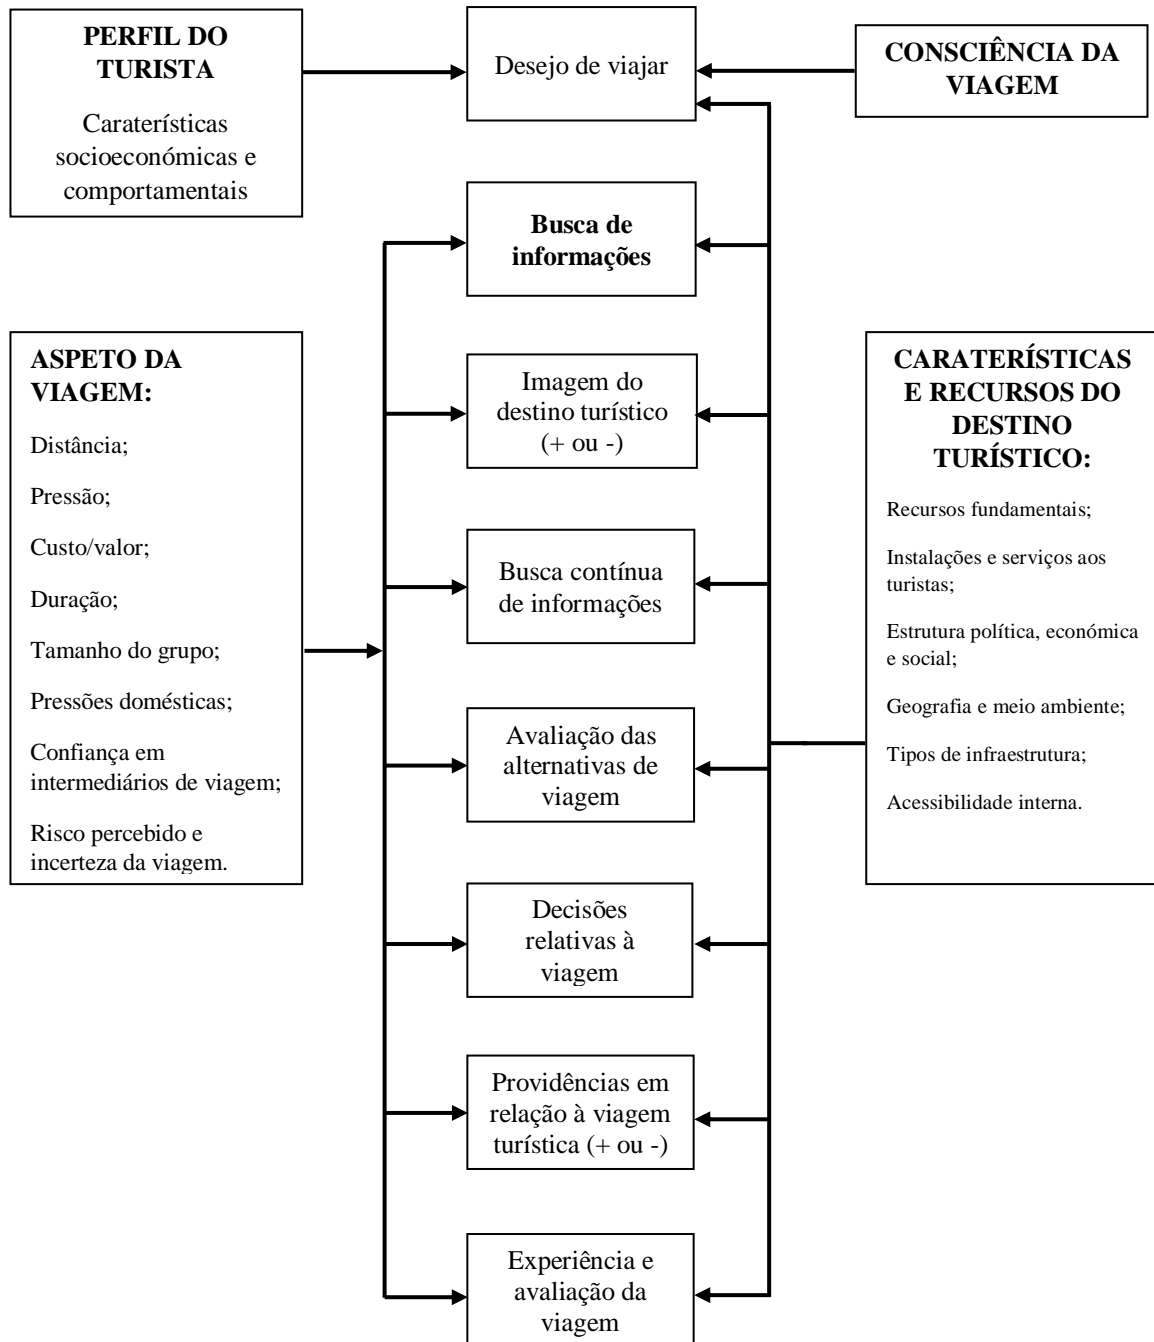 PERFIL DO
TURISTA
Caraterísticas
socioeconómicas e
comportamentais
Desejo de viajar
CONSCIÊNCIA DA
VIAGEM
Busca de
informações
ASPETO DA
VIAGEM:
Distância;
Pressão;
Custo/valor;
Duração;
Tamanho do grupo;
Pressões domésticas;
Confiança em
intermediários de viagem;
Risco percebido e
incerteza da viagem.
Imagem do
destino turístico
(+ ou -)
Busca contínua
de informações
Avaliação das
alternativas de
viagem
Decisões
relativas à
viagem
Providências em
relação à viagem
turística (+ ou -)
Experiência e
avaliação da
viagem
CARATERÍSTICAS
E RECURSOS DO
DESTINO
TURÍSTICO:
Recursos fundamentais;
Instalações e serviços aos
turistas;
Estrutura política, económica
e social;
Geografia e meio ambiente;
Tipos de infraestrutura;
Acessibilidade interna.